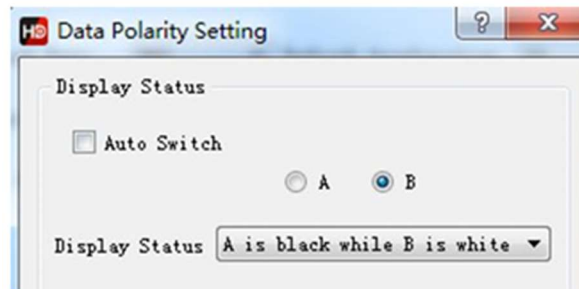 HD Data Polarity Setting ?
Display Status
Auto Switch
A B
Display Status A is black while B is white